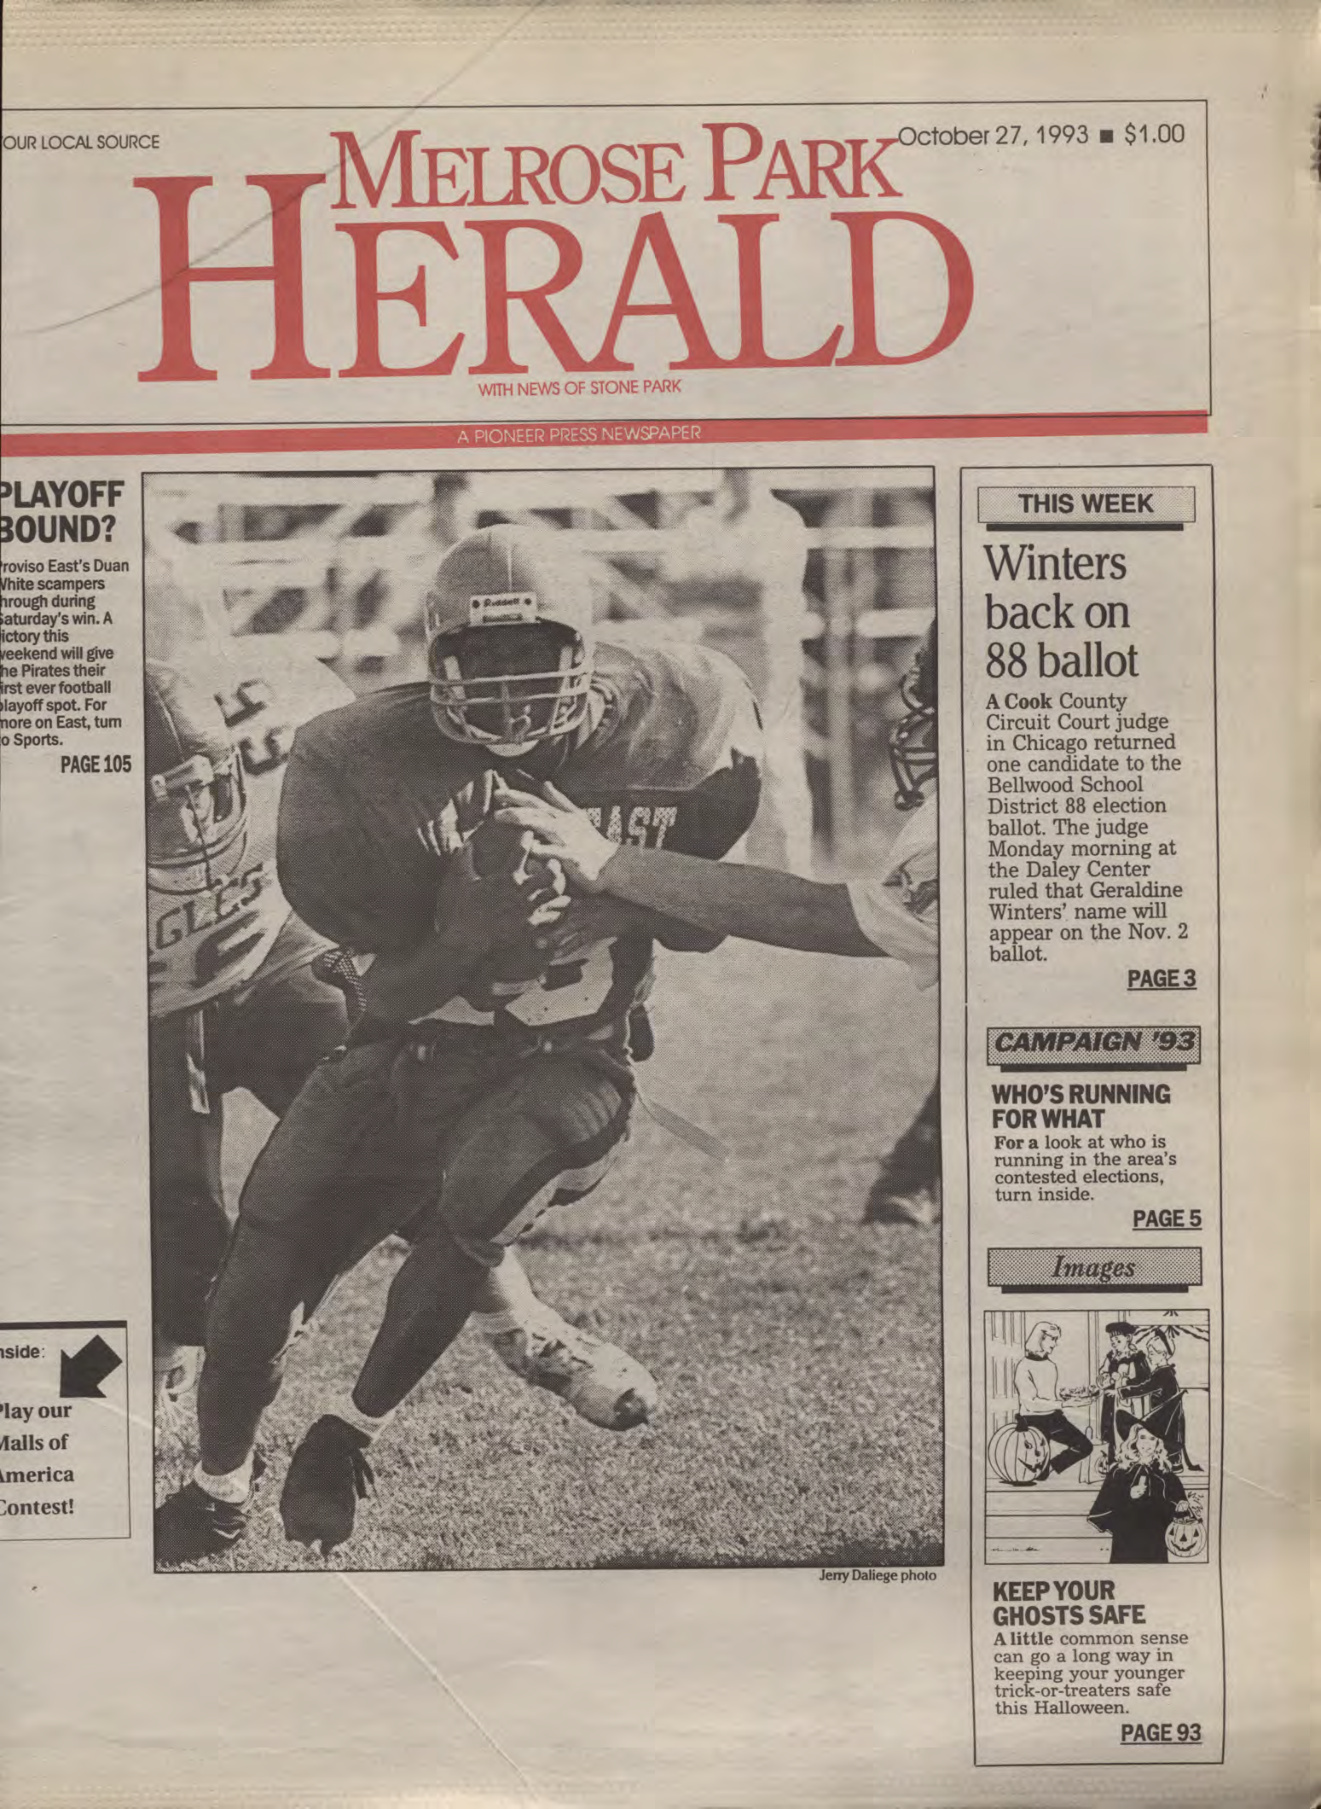 OUR LOCAL SOURCE
October 27, 1993 ■ $1.00
MELROSE PARK
HERALD
WITH NEWS OF STONE PARK
A PIONEER PRESS NEWSPAPER
PLAYOFF
BOUND?
roviso East's Duan
White scampers
hrough during
Saturday's win. A
ictory this
weekend will give
he Pirates their
irst ever football
playoff spot. For
more on East, turn
o Sports.
PAGE 105
nside:
Play our
Malls of
America
Contest!
Riddell
EAST
GLES
Jerry Daliege photo
THIS WEEK
Winters
back on
88 ballot
A Cook County
Circuit Court judge
in Chicago returned
one candidate to the
Bellwood School
District 88 election
ballot. The judge
Monday morning at
the Daley Center
ruled that Geraldine
Winters' name will
appear on the Nov. 2
ballot.
PAGE 3
CAMPAIGN '93
WHO'S RUNNING
FOR WHAT
For a look at who is
running in the area's
contested elections,
turn inside.
PAGE 5
Images
KEEP YOUR
GHOSTS SAFE
A little common sense
can go a long way in
keeping your younger
trick-or-treaters safe
this Halloween.
PAGE 93